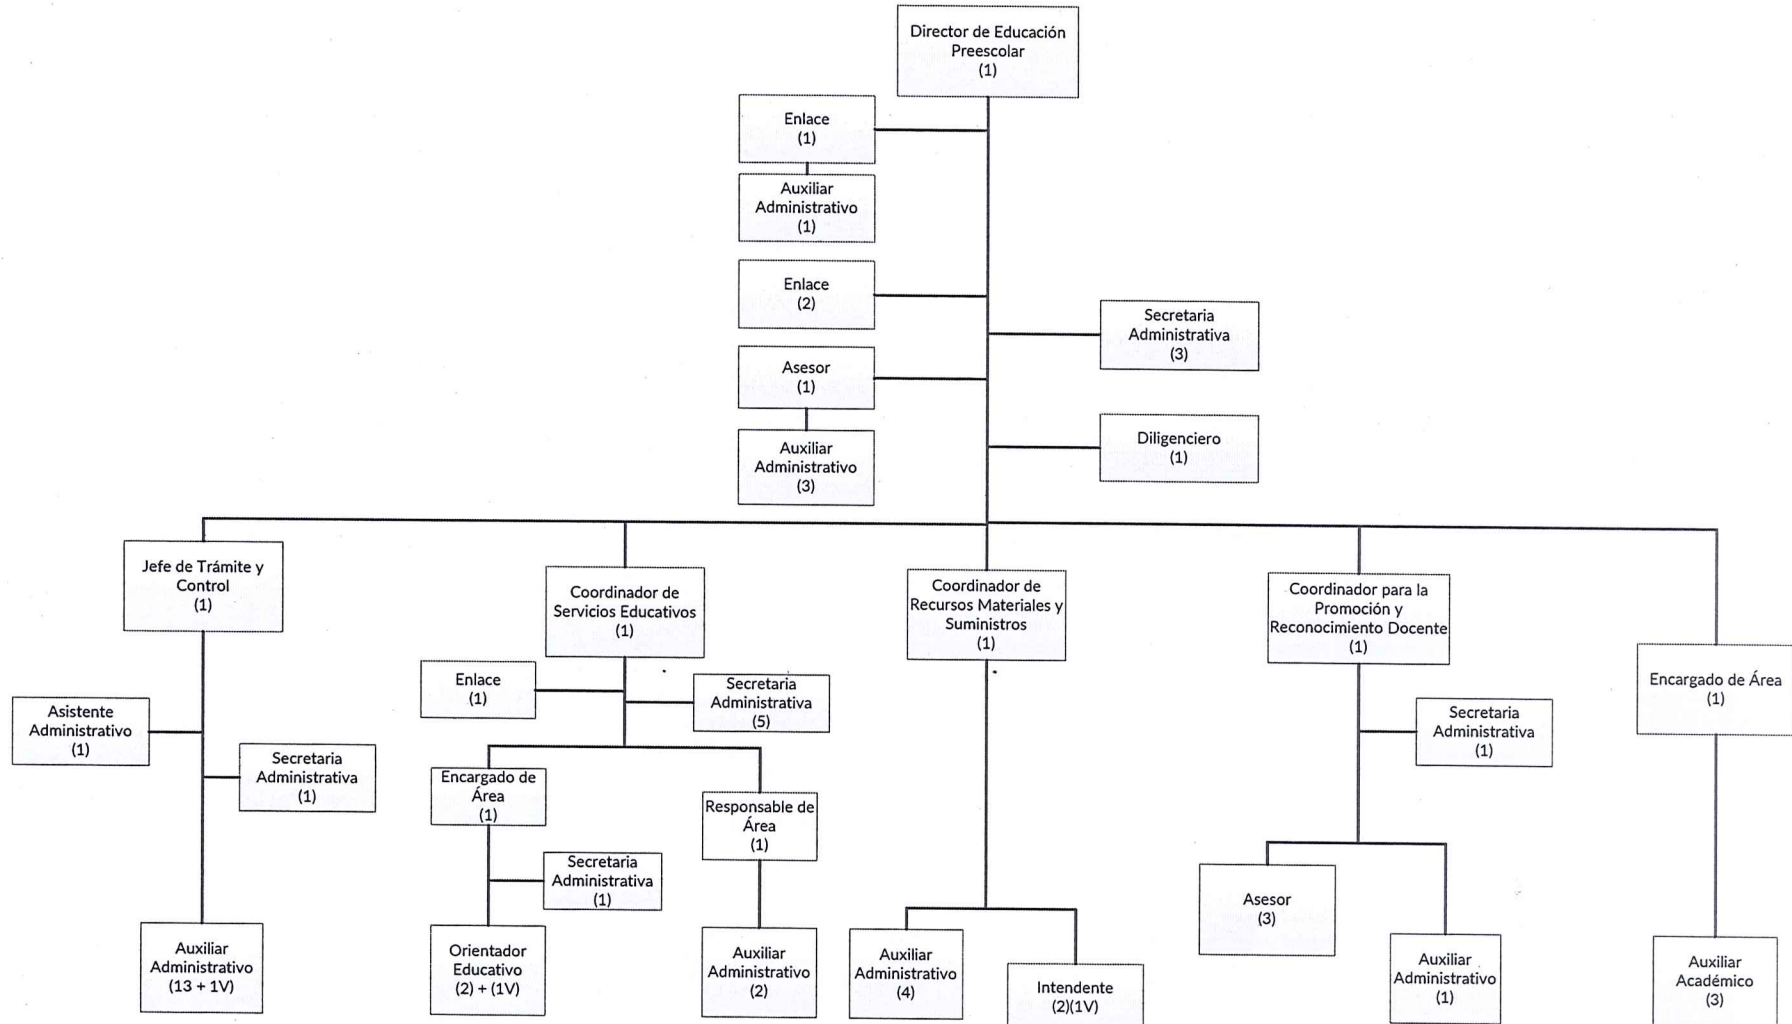 Director de Educación
Preescolar
(1)
Enlace
(1)
Auxiliar
Administrativo
(1)
Enlace
(2)
Secretaria
Administrativa
(3)
Asesor
(1)
Diligenciero
(1)
Auxiliar
Administrativo
(3)
Jefe de Trámite y
Control
(1)
Coordinador de
Servicios Educativos
(1)
Coordinador de
Recursos Materiales y
Suministros
(1)
Coordinador para la
Promoción y
Reconocimiento Docente
(1)
Encargado de Área
(1)
Asistente
Administrativo
(1)
Secretaria
Administrativa
(1)
Enlace
(1)
Secretaria
Administrativa
(5)
Secretaria
Administrativa
(1)
Encargado de
Área
(1)
Responsable de
Área
(1)
Secretaria
Administrativa
(1)
Auxiliar
Administrativo
(13 + 1V)
Orientador
Educativo
(2) + (1V)
Auxiliar
Administrativo
(2)
Auxiliar
Administrativo
(4)
Intendente
(2)(1V)
Asesor
(3)
Auxiliar
Administrativo
(1)
Auxiliar
Académico
(3)